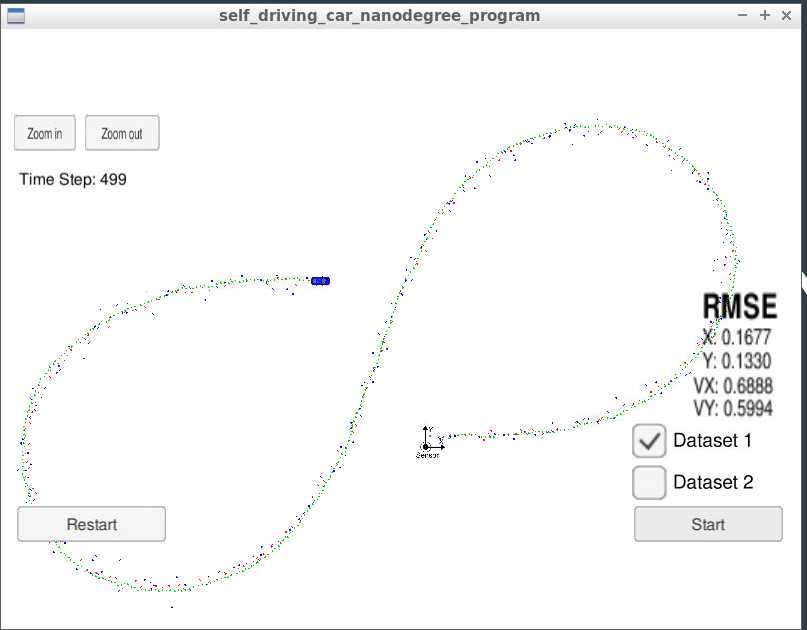 self_driving_car_nanodegree_program
Zoom in
Zoom out
Time Step: 499
RMSE
X: 0.1677
Y: 0.1330
VX: 0.6888
VY: 0.5994
Y
X
Sensor
Dataset 1
Dataset 2
Restart
Start